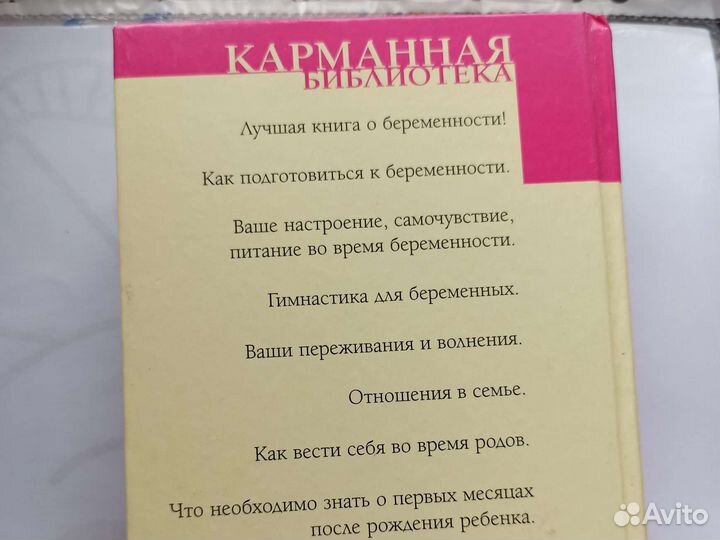 КАРМАННАЯ
БИБЛИОТЕКА
Лучшая книга о беременности!
Как подготовиться к беременности.
Ваше настроение, самочувствие,
питание во время беременности.
Гимнастика для беременных.
Ваши переживания и волнения.
Отношения в семье.
Как вести себя во время родов.
Что необходимо знать о первых месяцах
после рождения ребенка.
Avito